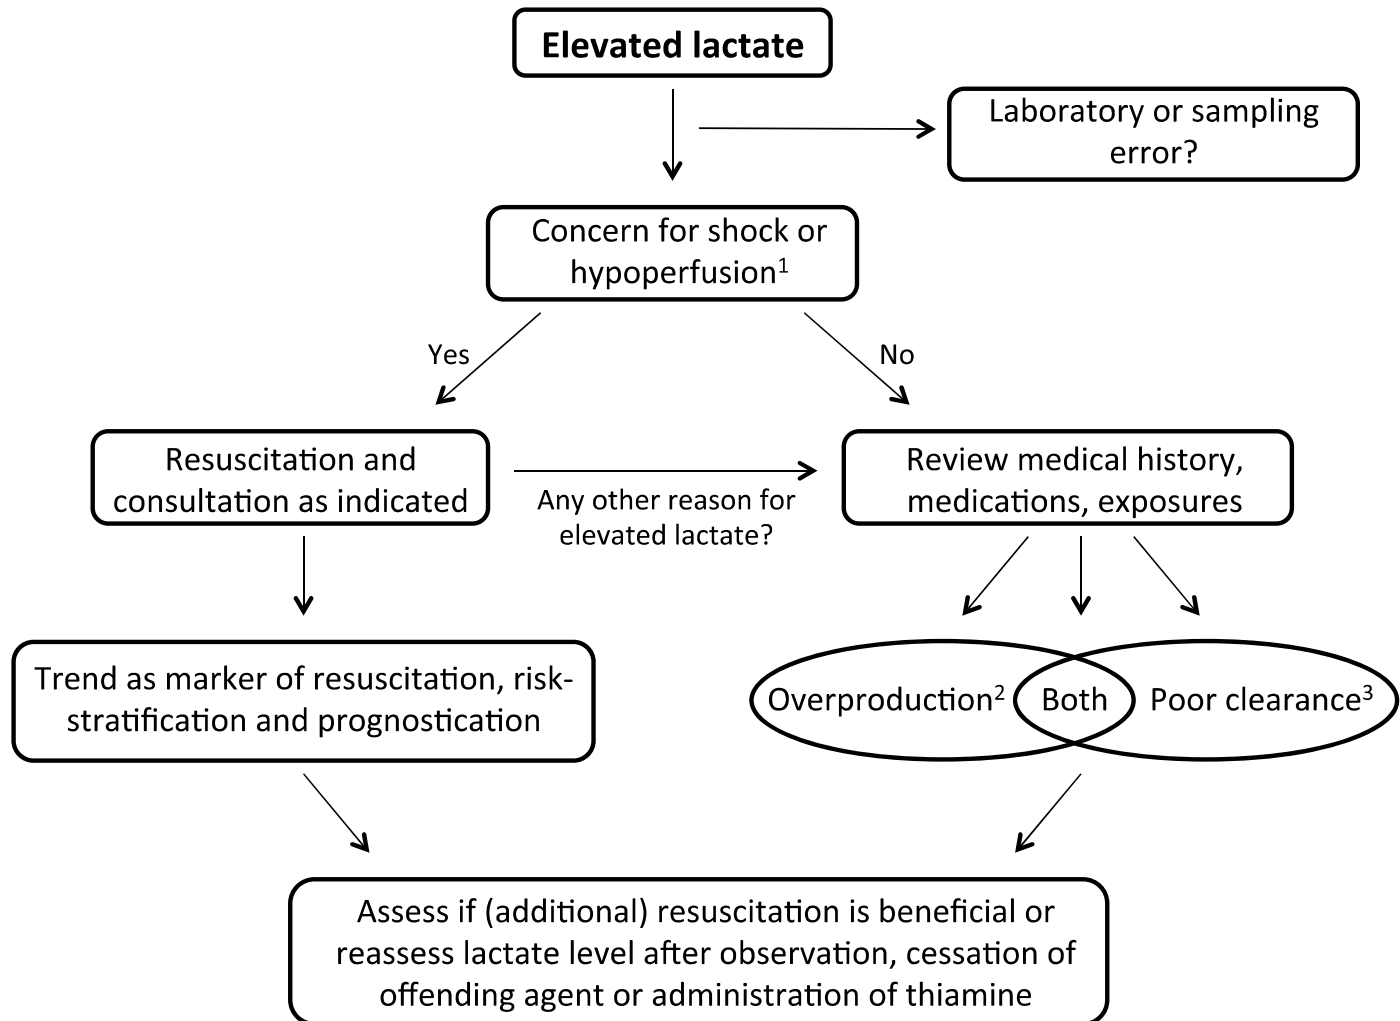 Elevated lactate
Laboratory or sampling
error?
Concern for shock or
hypoperfusion¹
Yes
No
Resuscitation and
consultation as indicated
Any other reason for
elevated lactate?
Review medical history,
medications, exposures
Trend as marker of resuscitation, risk-
stratification and prognostication
Overproduction²
Both
Poor clearance³
Assess if (additional) resuscitation is beneficial or
reassess lactate level after observation, cessation of
offending agent or administration of thiamine